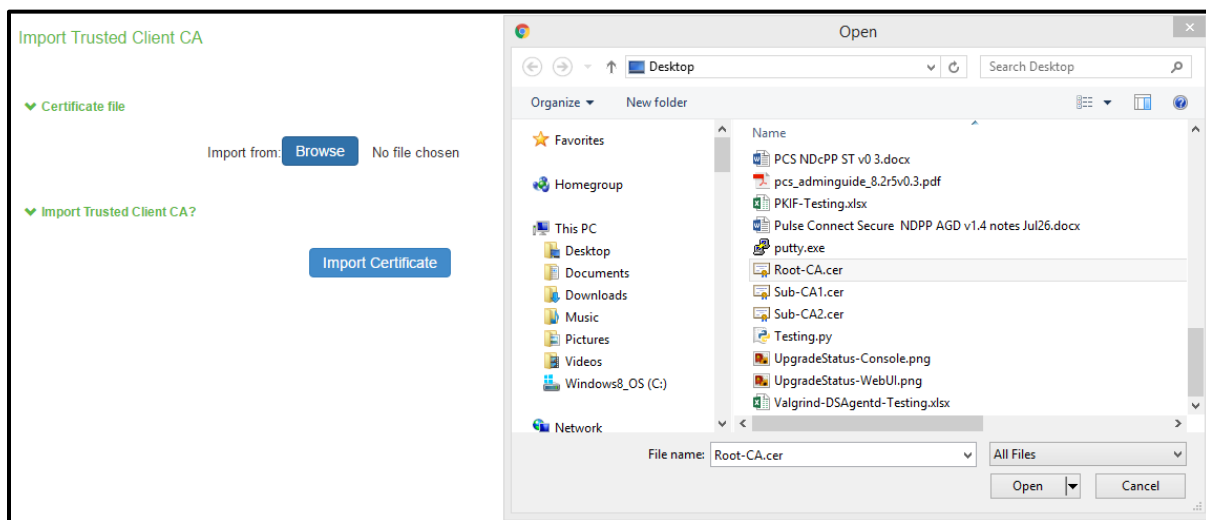 Import Trusted Client CA
Certificate file
Import from: Browse No file chosen
Import Trusted Client CA?
Import Certificate
Open
Desktop
Search Desktop
Organize
New folder
Favorites
Homegroup
This PC
Desktop
Documents
Downloads
Music
Pictures
Videos
Windows8_OS (C:)
Network
Name
PCS NDcPP ST v0 3.docx
pcs_adminguide_8.2r5v0.3.pdf
PKIF-Testing.xlsx
Pulse Connect Secure NDPP AGD v1.4 notes Jul26.docx
putty.exe
Root-CA.cer
Sub-CA1.cer
Sub-CA2.cer
Testing.py
UpgradeStatus-Console.png
UpgradeStatus-WebUI.png
Valgrind-DSAgentd-Testing.xlsx
File name: Root-CA.cer
All Files
Open
Cancel